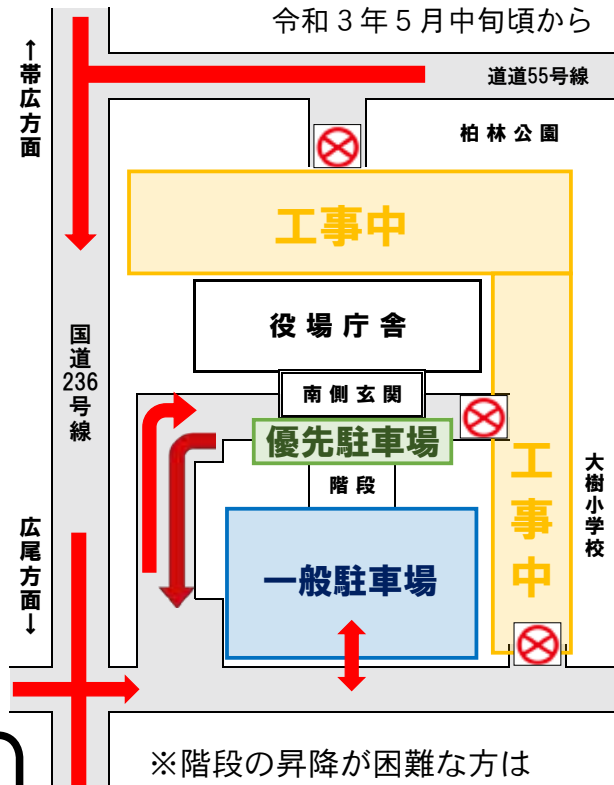 令和３年５月中旬頃から
↑帯広方面
道道55号線
柏林公園
工事中
役場庁舎
国道236号線
南側玄関
優先駐車場
階段
工事中
大樹小学校
広尾方面↓
一般駐車場
※階段の昇降が困難な方は